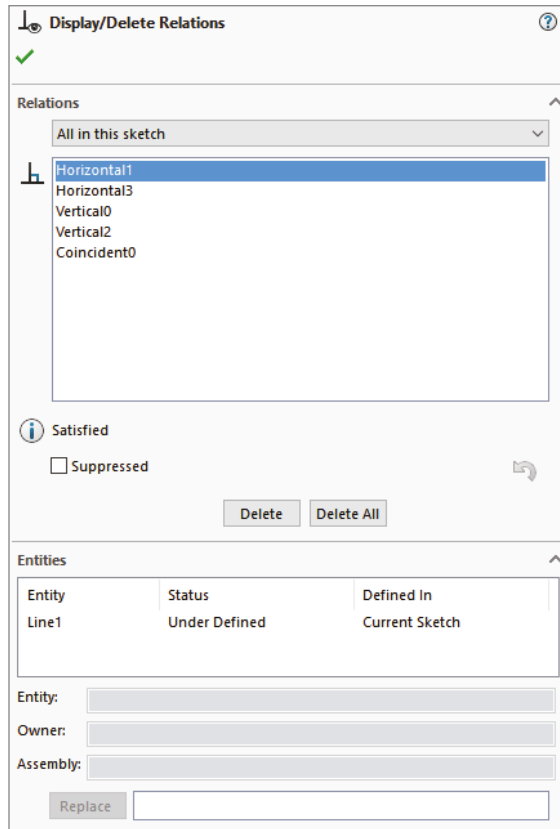 Display/Delete Relations
Relations
All in this sketch
Horizontal1
Horizontal3
Vertical0
Vertical2
Coincident0
Satisfied
Suppressed
Delete Delete All
Entities
Entity Status Defined In
Line1 Under Defined Current Sketch
Entity:
Owner:
Assembly:
Replace